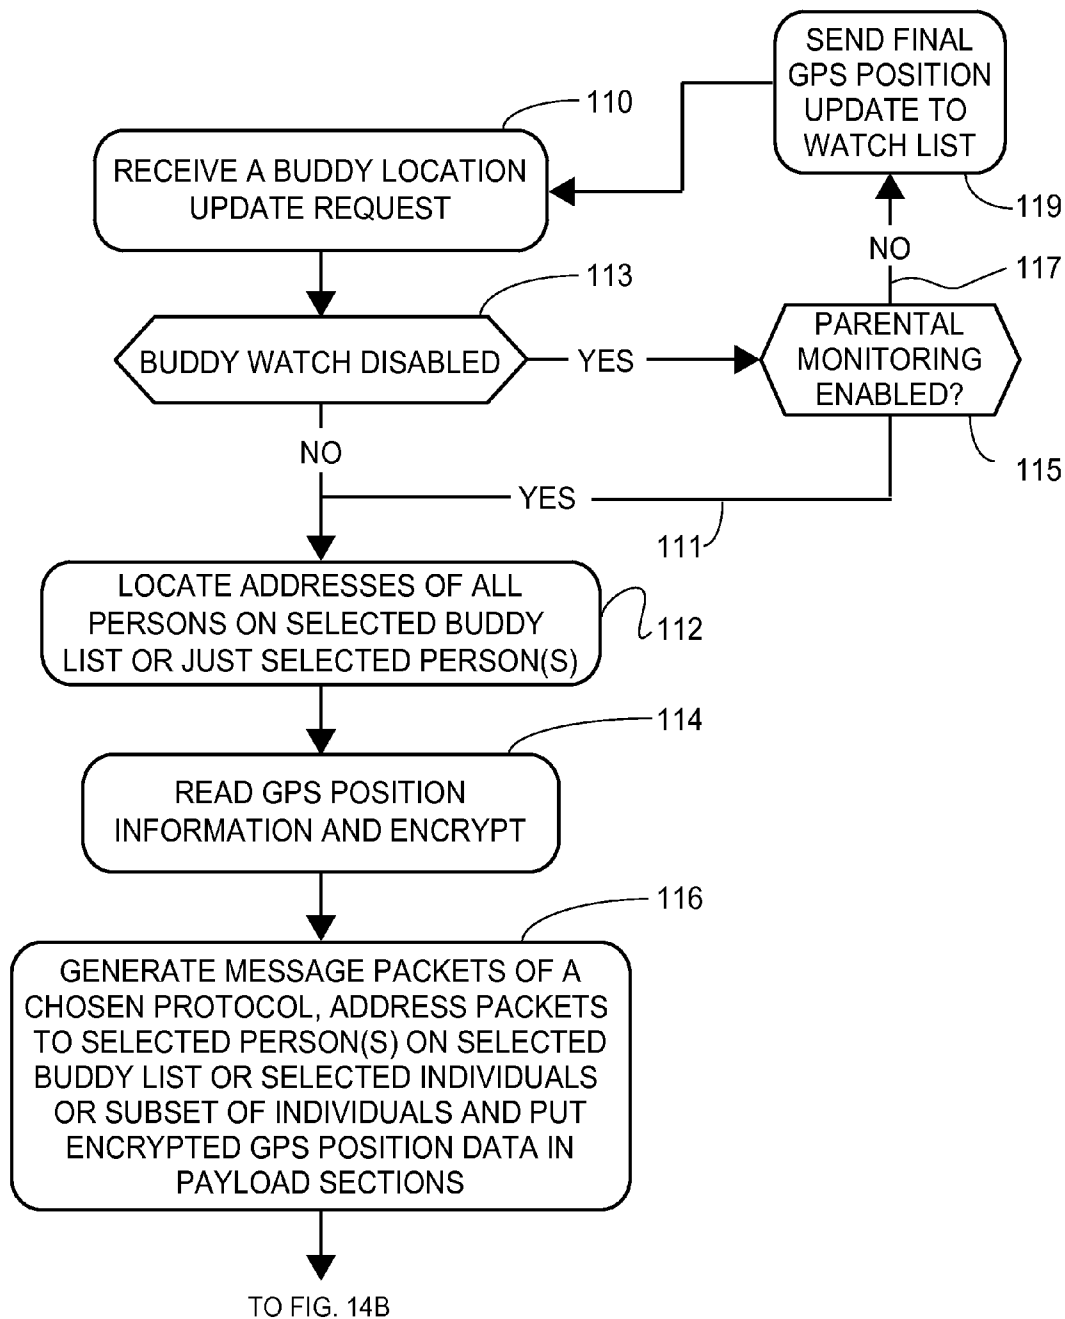 SEND FINAL
GPS POSITION
UPDATE TO
WATCH LIST
119
110
RECEIVE A BUDDY LOCATION
UPDATE REQUEST
NO
117
113
BUDDY WATCH DISABLED
YES
PARENTAL
MONITORING
ENABLED?
115
NO
YES
111
LOCATE ADDRESSES OF ALL
PERSONS ON SELECTED BUDDY
LIST OR JUST SELECTED PERSON(S)
112
114
READ GPS POSITION
INFORMATION AND ENCRYPT
116
GENERATE MESSAGE PACKETS OF A
CHOSEN PROTOCOL, ADDRESS PACKETS
TO SELECTED PERSON(S) ON SELECTED
BUDDY LIST OR SELECTED INDIVIDUALS
OR SUBSET OF INDIVIDUALS AND PUT
ENCRYPTED GPS POSITION DATA IN
PAYLOAD SECTIONS
TO FIG. 14B